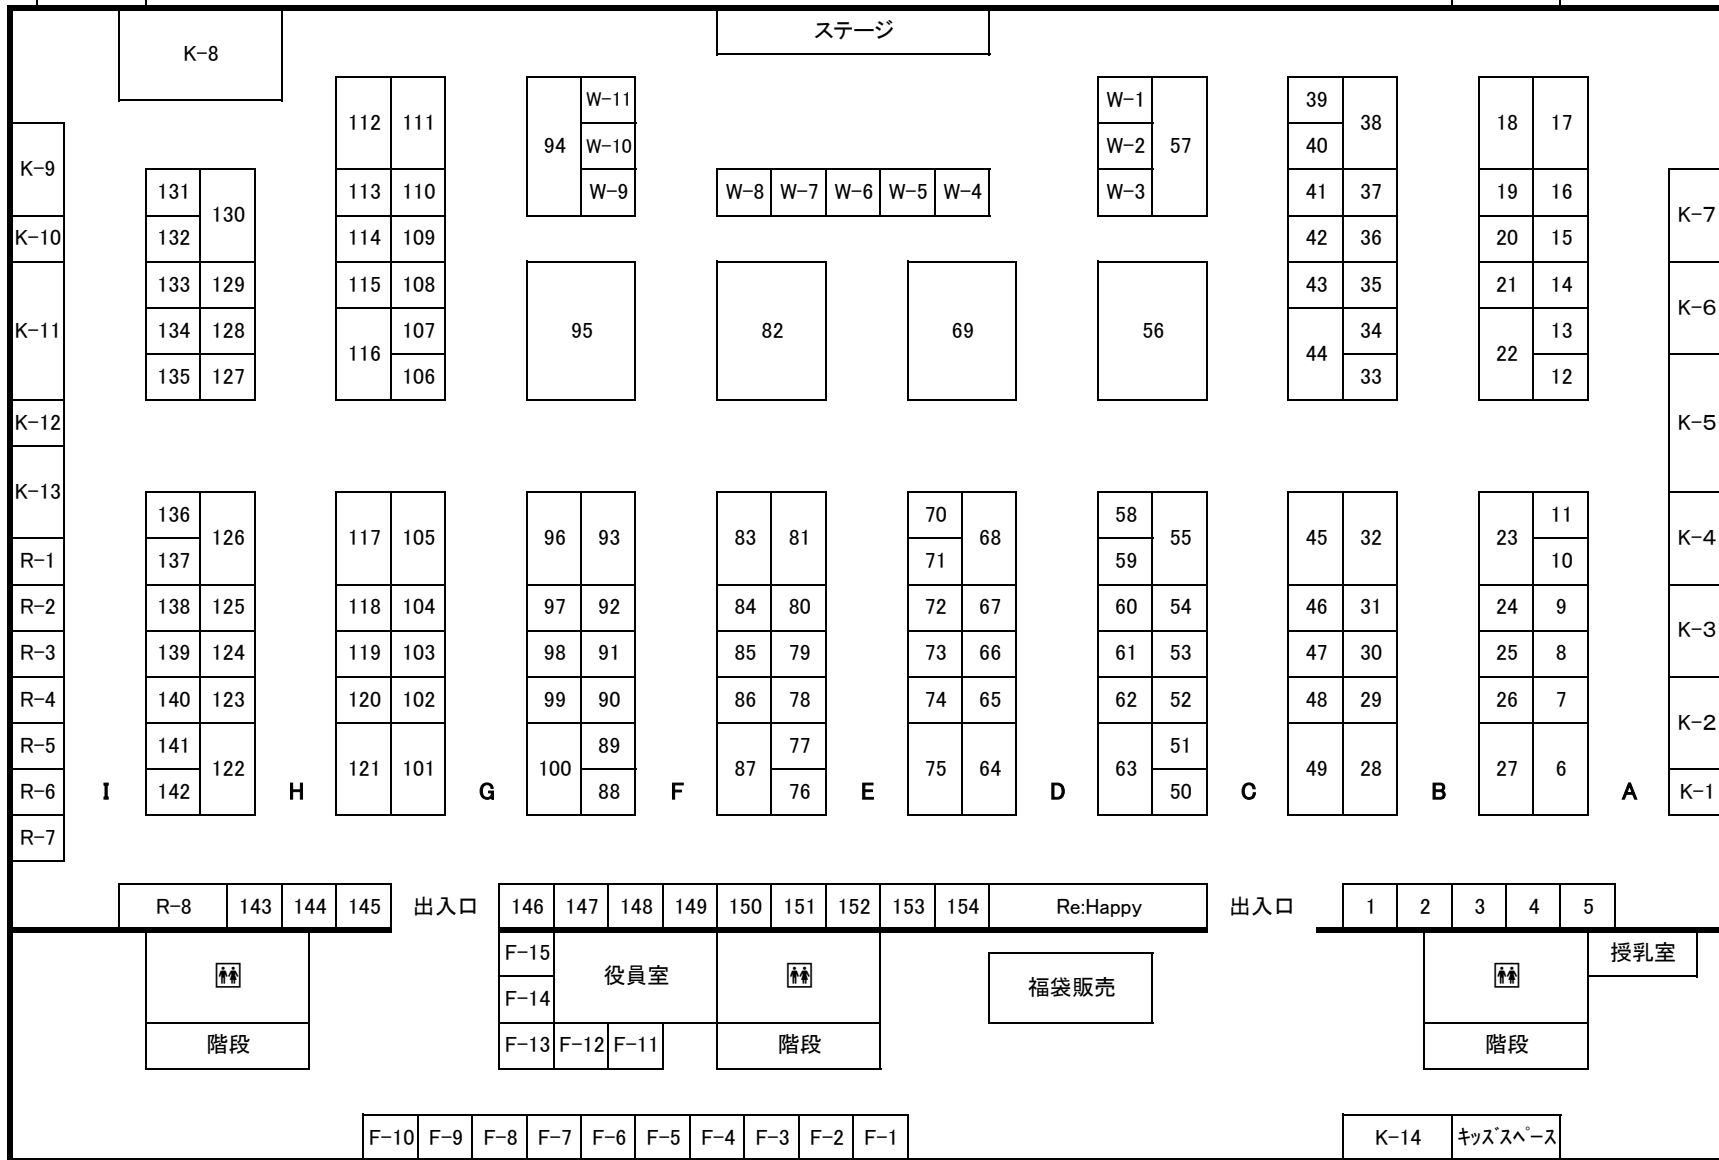 K-8 ステージ
112 111 94 W-11 W-1 57 39 38 18 17
W-10 W-2 40
K-9 W-9 W-3
131 130 113 110 W-8 W-7 W-6 W-5 W-4 41 37 19 16 K-7
K-10 132 114 109 42 36 20 15
133 129 115 108 43 35 21 14
K-11 134 128 116 107 95 82 69 56 44 34 22 13 K-6
135 127 106 33 12
K-12 K-5
K-13 136 126 117 105 96 93 83 81 70 68 58 55 45 32 23 11 K-4
R-1 137 71 59 10
R-2 138 125 118 104 97 92 84 80 72 67 60 54 46 31 24 9 K-3
R-3 139 124 119 103 98 91 85 79 73 66 61 53 47 30 25 8
R-4 140 123 120 102 99 90 86 78 74 65 62 52 48 29 26 7 K-2
R-5 141 122 121 101 100 89 87 77 75 64 63 51 49 28 27 6
R-6 I 142 H G 88 F 76 E D 50 C B A K-1
R-7
R-8 143 144 145 出入口 146 147 148 149 150 151 152 153 154 Re:Happy 出入口 1 2 3 4 5
F-15 役員室 福袋販売 授乳室
F-14
階段 F-13 F-12 F-11 階段 階段
F-10 F-9 F-8 F-7 F-6 F-5 F-4 F-3 F-2 F-1 K-14 キッズスペース